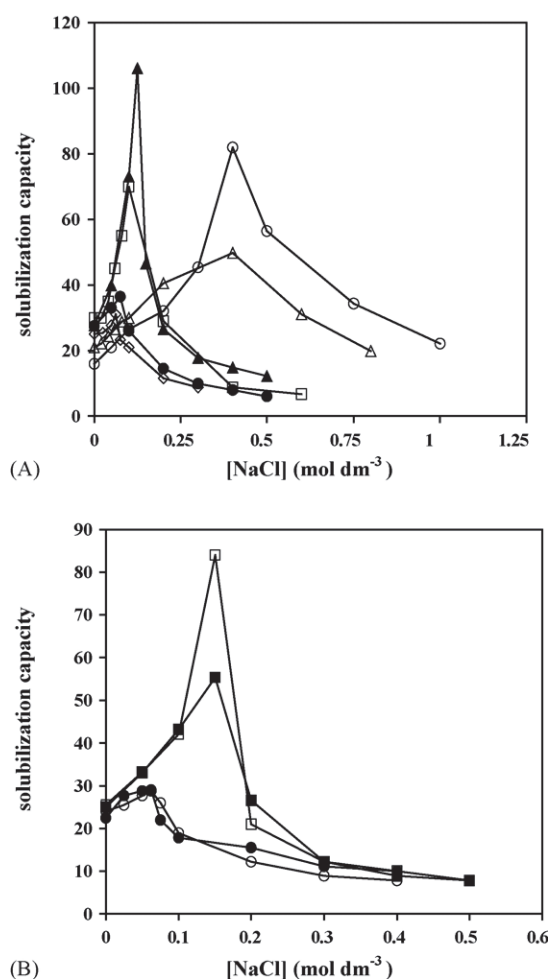 120
100
80
60
40
20
0
solubilization capacity
0 0.25 0.5 0.75 1 1.25
(A) [NaCl] (mol dm-3)
90
80
70
60
50
40
30
20
10
0
solubilization capacity
0 0.1 0.2 0.3 0.4 0.5 0.6
(B) [NaCl] (mol dm-3)